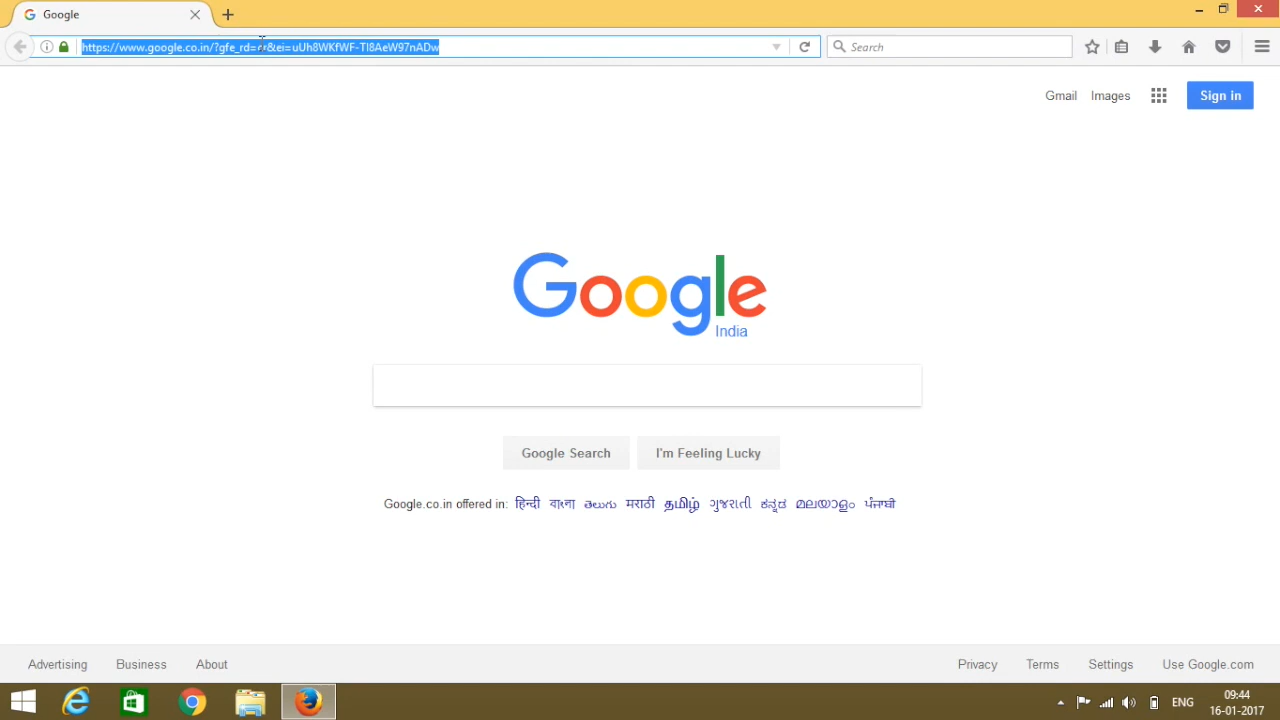 Google
https://www.google.co.in/?gfe_rd=cr&ei=uUh8WKfWF-TI8AeW97nADw
Search
Gmail Images Sign in
Google
India
Google Search I'm Feeling Lucky
Google.co.in offered in: हिन्दी বাংলা తెలుగు मराठी தமிழ் ગુજરાતી ಕನ್ನಡ മലയാളം ਪੰਜਾਬੀ
Advertising Business About Privacy Terms Settings Use Google.com
ENG
09:44
16-01-2017